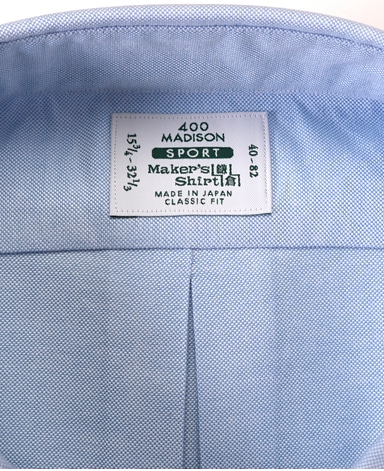 400
MADISON
SPORT
Maker's 鎌
Shirt 倉
MADE IN JAPAN
CLASSIC FIT
15 3/4 - 32 1/3
40-82